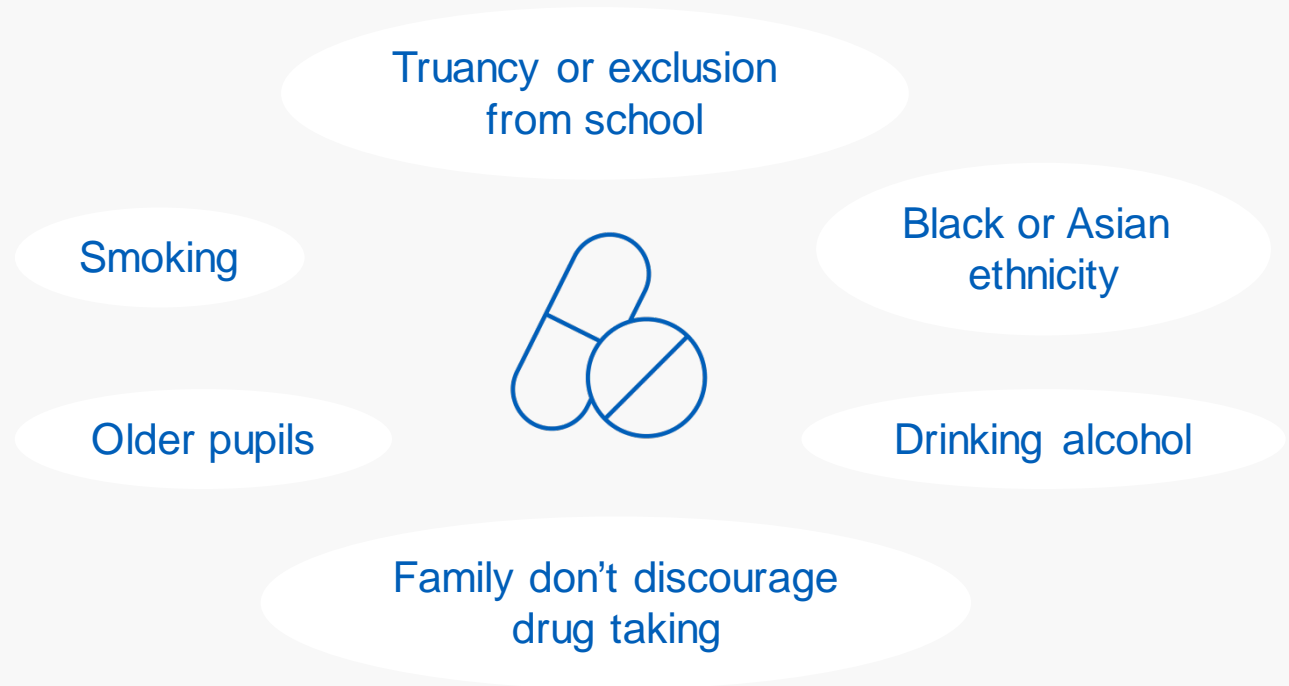 Truancy or exclusion
from school
Black or Asian
ethnicity
Smoking
Older pupils
Drinking alcohol
Family don’t discourage
drug taking